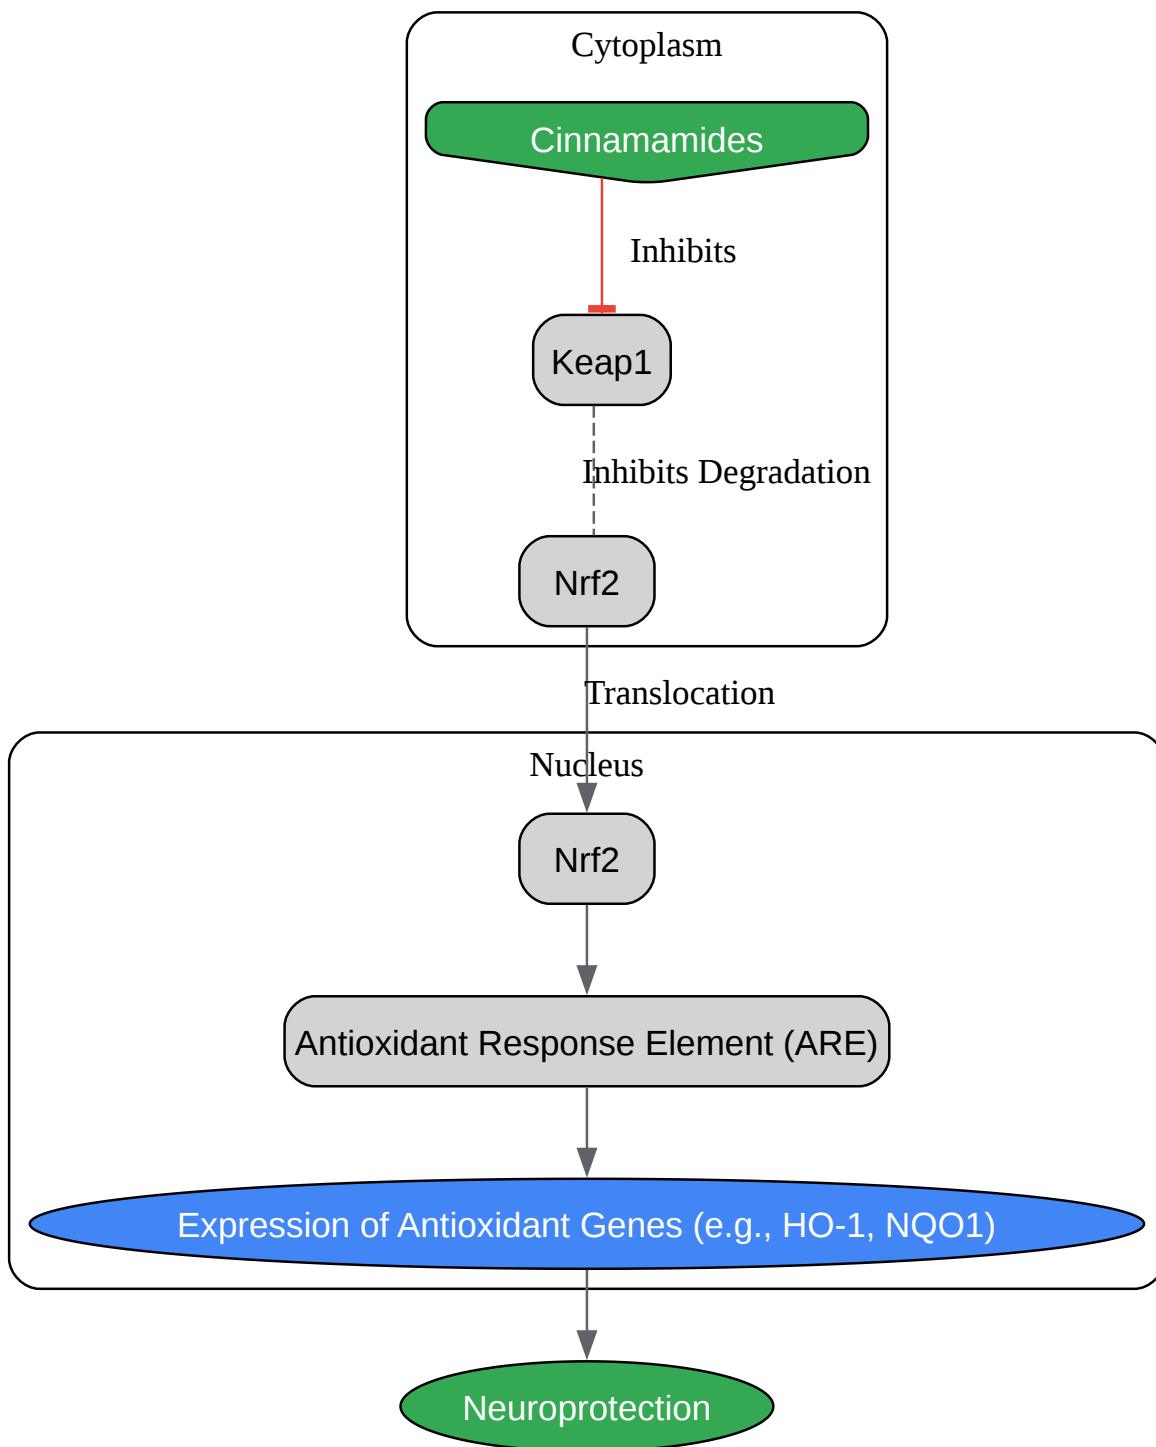 Cytoplasm
Cinnamamides
Inhibits
Keap1
Inhibits Degradation
Nrf2
Translocation
Nucleus
Nrf2
Antioxidant Response Element (ARE)
Expression of Antioxidant Genes (e.g., HO-1, NQO1)
Neuroprotection